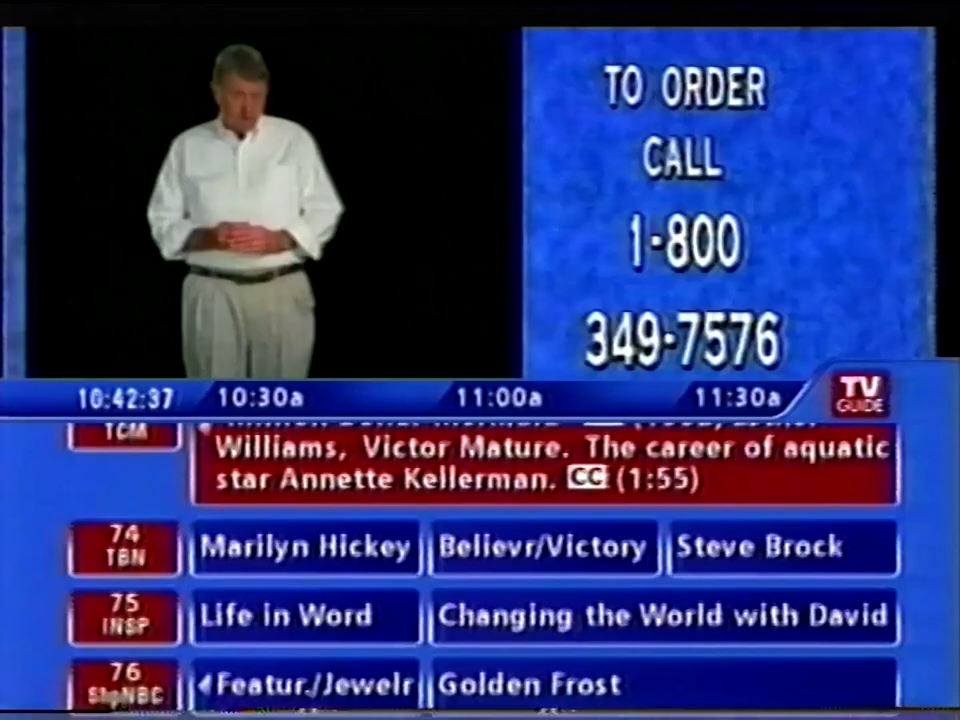 TO ORDER
CALL
1-800
349-7576
10:42:37 10:30a 11:00a 11:30a
TV
GUIDE
TCM
Williams, Victor Mature. The career of aquatic
star Annette Kellerman. CC (1:55)
74
TBN
Marilyn Hickey Believr/Victory Steve Brock
75
INSP
Life in Word Changing the World with David
76
ShpNBC
Featur./Jewelr Golden Frost